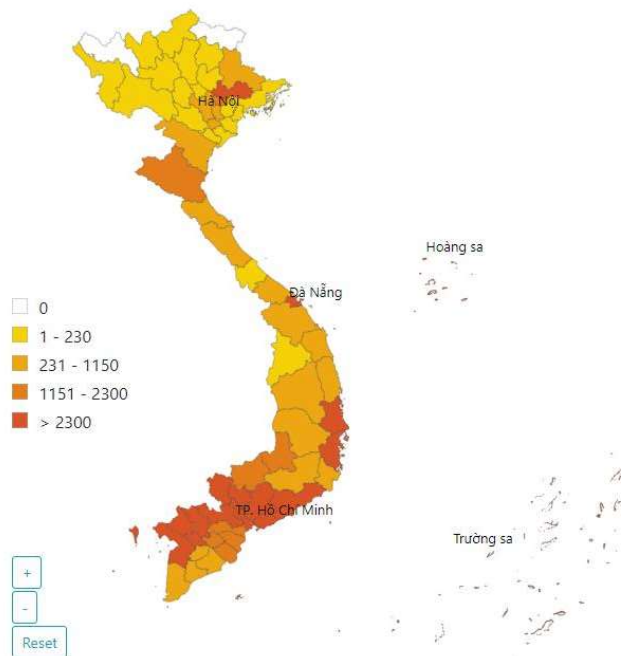 Hà Nội
Hoàng sa
Đà Nẵng
0
1 - 230
231 - 1150
1151 - 2300
> 2300
TP. Hồ Chí Minh
Trường sa
+
-
Reset